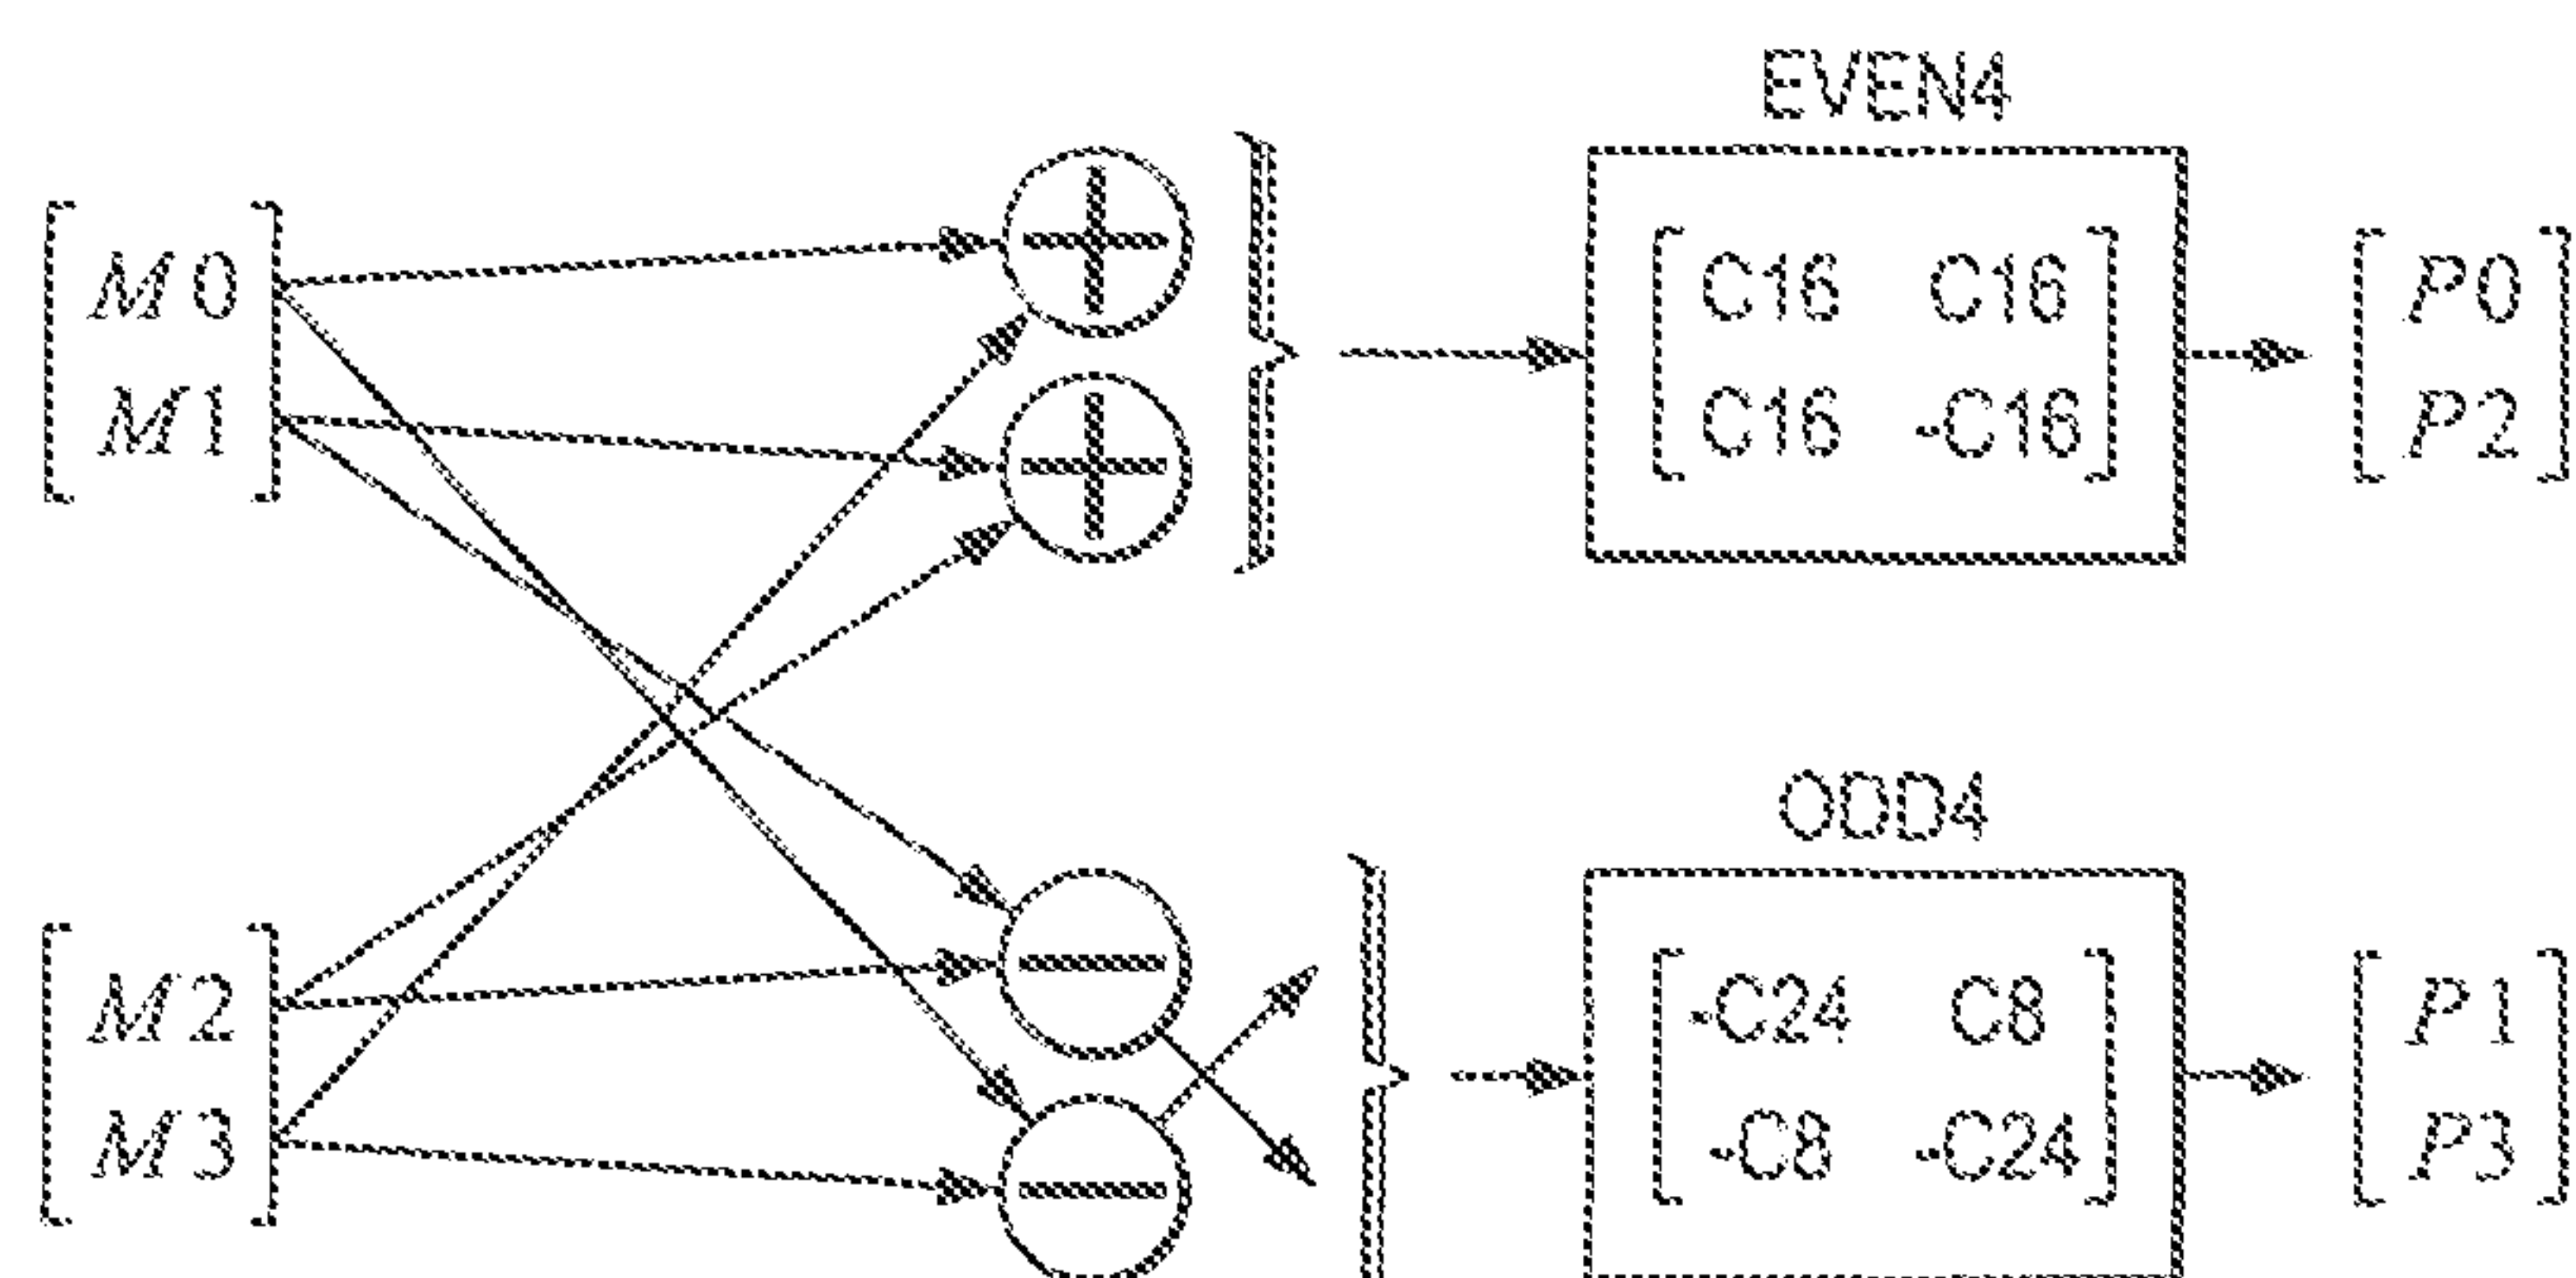 EVEN4
M0
M1
C16 C16
C16 -C16
P0
P2
ODD4
M2
M3
-C24 C8
-C8 -C24
P1
P3